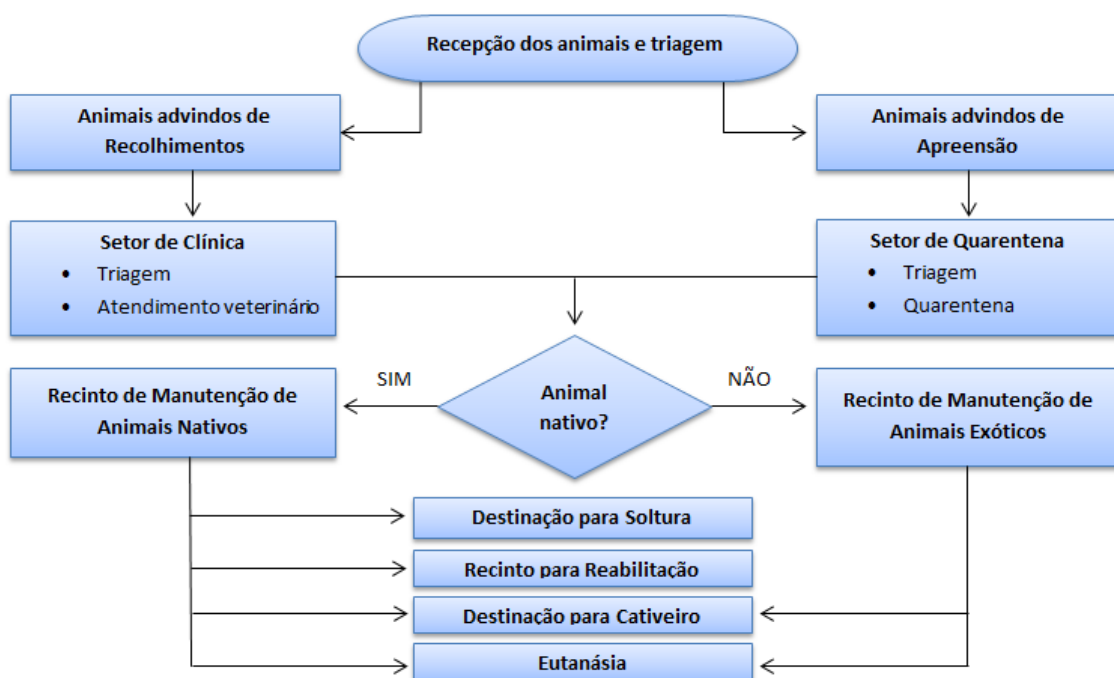 Recepção dos animais e triagem
Animais advindos de
Recolhimentos
Animais advindos de
Apreensão
Setor de Clínica
• Triagem
• Atendimento veterinário
Setor de Quarentena
• Triagem
• Quarentena
SIM
Animal
nativo?
NÃO
Recinto de Manutenção de
Animais Nativos
Recinto de Manutenção de
Animais Exóticos
Destinação para Soltura
Recinto para Reabilitação
Destinação para Cativeiro
Eutanásia